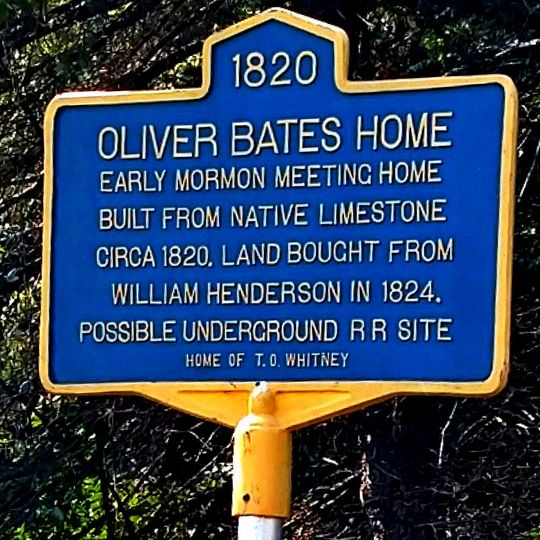 1820
OLIVER BATES HOME
EARLY MORMON MEETING HOME
BUILT FROM NATIVE LIMESTONE
CIRCA 1820. LAND BOUGHT FROM
WILLIAM HENDERSON IN 1824.
POSSIBLE UNDERGROUND R R SITE
HOME OF T. O. WHITNEY